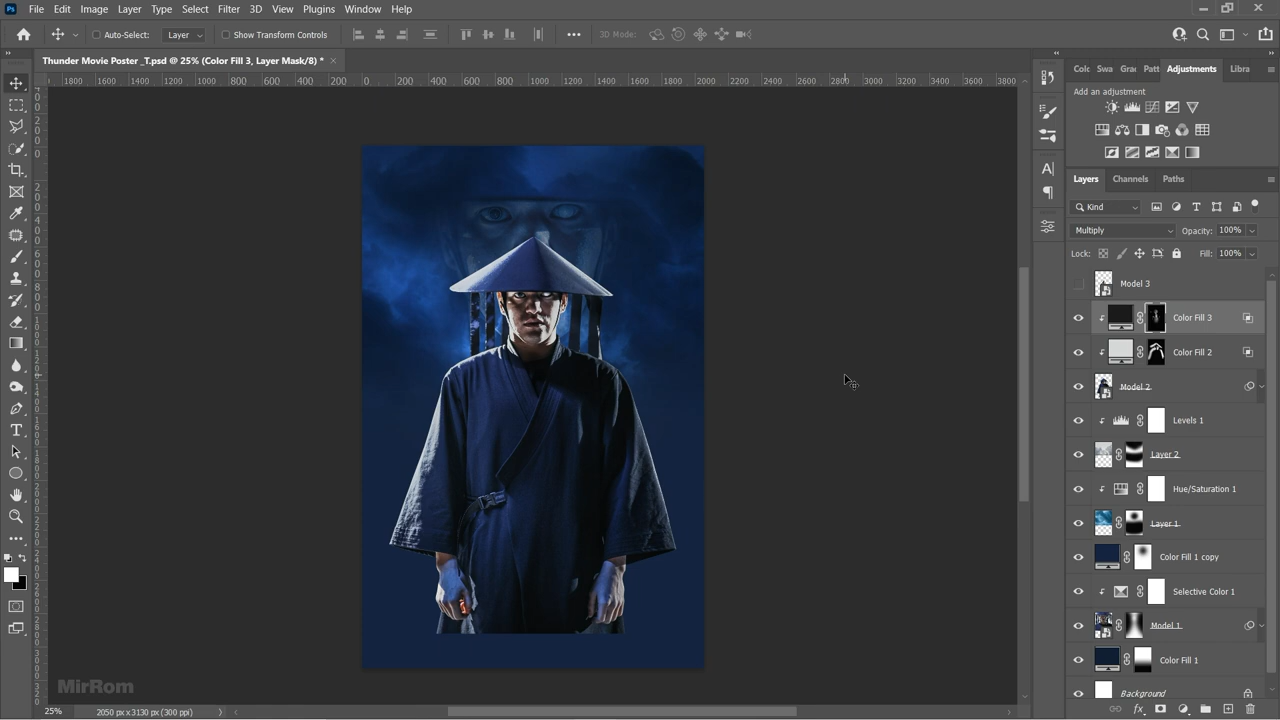 Ps File Edit Image Layer Type Select Filter 3D View Plugins Window Help
Auto-Select: Layer Show Transform Controls 3D Mode:
Thunder Movie Poster _T.psd @ 25% (Color Fill 3, Layer Mask/8) *
1800 1600 1400 1200 1000 800 600 400 200 0 200 400 600 800 1000 1200 1400 1600 1800 2000 2200 2400 2600 2800 3000 3200 3400 3600 3800
Swa Patt Adjustments Libra
Add an adjustment
Layers Channels Paths
Kind
Multiply Opacity: 100%
Lock: Fill: 100%
Model 3
Color Fill 3
Color Fill 2
Model 2
Levels 1
Layer 2
Hue/Saturation 1
Layer 1
Color Fill 1 copy
Selective Color 1
Model 1
Color Fill 1
Background
MirRom
25% 2050 px x 3130 px (300 ppi)